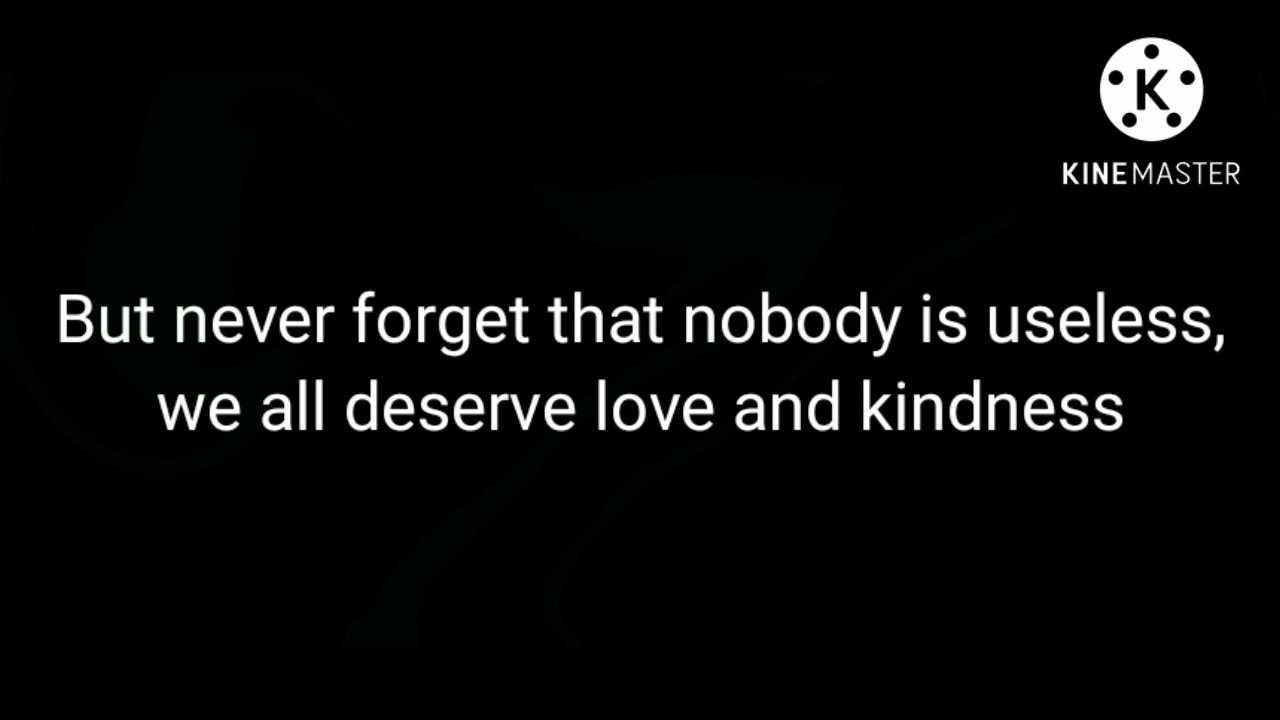 K
KINEMASTER
But never forget that nobody is useless,
we all deserve love and kindness